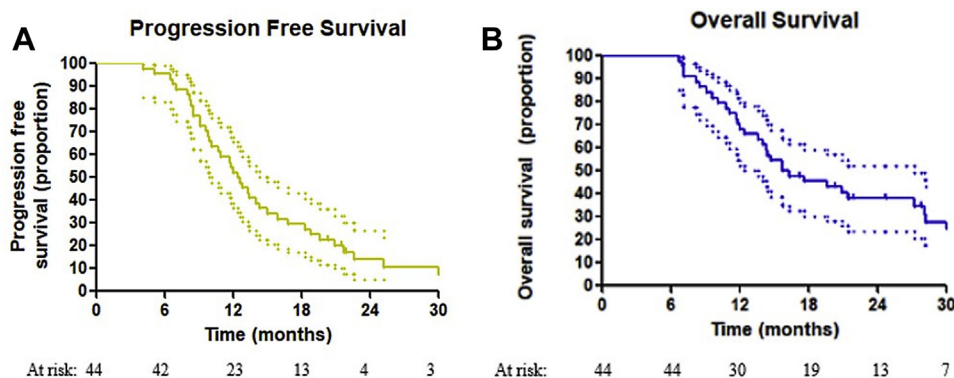 A
Progression Free Survival
Progression free
survival (proportion)
100
90
80
70
60
50
40
30
20
10
0
0 6 12 18 24 30
Time (months)
At risk: 44 42 23 13 4 3
B
Overall Survival
Overall survival (proportion)
100
90
80
70
60
50
40
30
20
10
0
0 6 12 18 24 30
Time (months)
At risk: 44 44 30 19 13 7